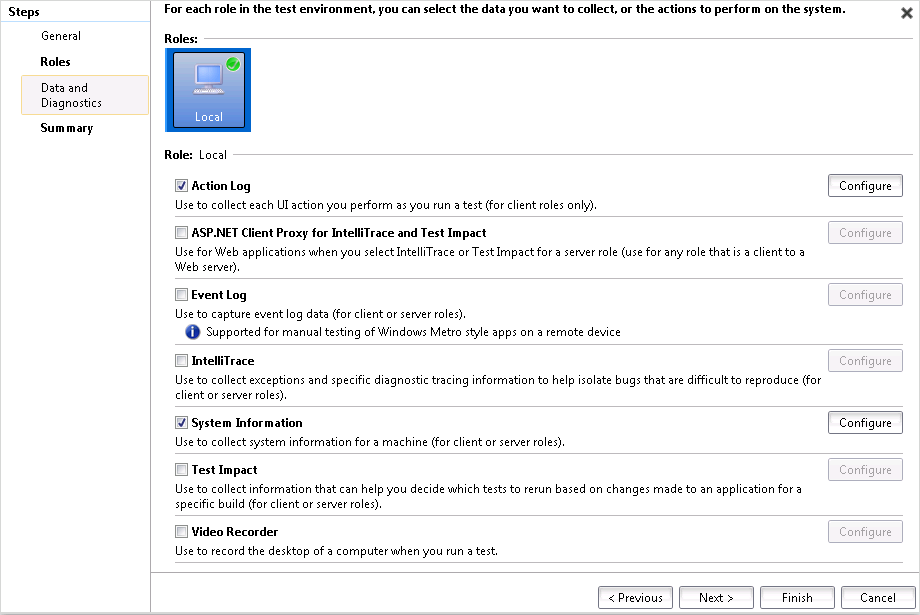 Steps
General
Roles
Data and
Diagnostics
Summary
For each role in the test environment, you can select the data you want to collect, or the actions to perform on the system.
Roles:
Local
Role: Local
Action Log
Configure
Use to collect each UI action you perform as you run a test (for client roles only).
ASP.NET Client Proxy for IntelliTrace and Test Impact
Configure
Use for Web applications when you select IntelliTrace or Test Impact for a server role (use for any role that is a client to a
Web server).
Event Log
Configure
Use to capture event log data (for client or server roles).
Supported for manual testing of Windows Metro style apps on a remote device
IntelliTrace
Configure
Use to collect exceptions and specific diagnostic tracing information to help isolate bugs that are difficult to reproduce (for
client or server roles).
System Information
Configure
Use to collect system information for a machine (for client or server roles).
Test Impact
Configure
Use to collect information that can help you decide which tests to rerun based on changes made to an application for a
specific build (for client or server roles).
Video Recorder
Configure
Use to record the desktop of a computer when you run a test.
< Previous
Next >
Finish
Cancel